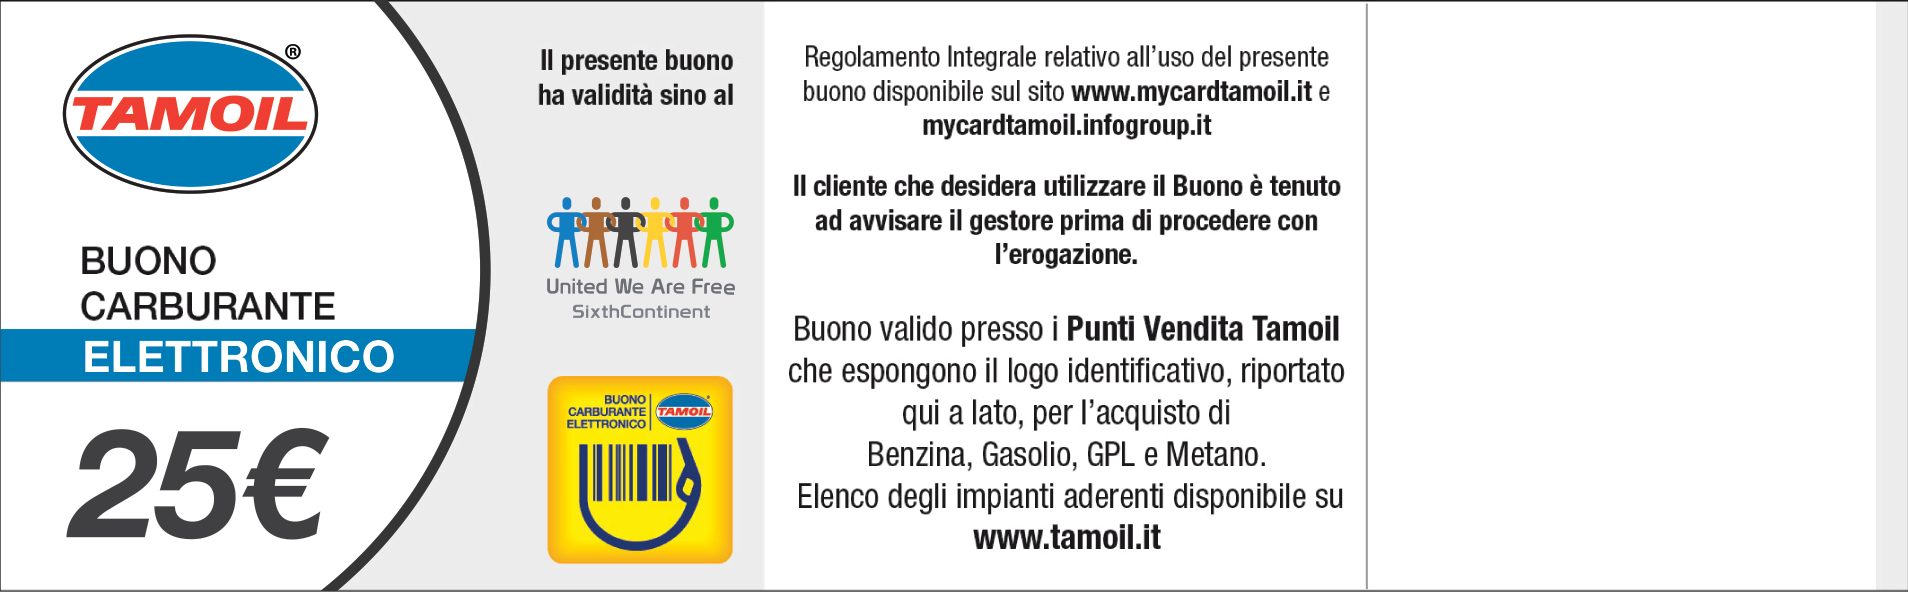 TAMOIL®
BUONO
CARBURANTE
ELETTRONICO
25€
Il presente buono
ha validità sino al
United We Are Free
SixthContinent
BUONO
CARBURANTE
ELETTRONICO
TAMOIL
Regolamento Integrale relativo all’uso del presente
buono disponibile sul sito www.mycardtamoil.it e
mycardtamoil.infogroup.it
Il cliente che desidera utilizzare il Buono è tenuto
ad avvisare il gestore prima di procedere con
l’erogazione.
Buono valido presso i Punti Vendita Tamoil
che espongono il logo identificativo, riportato
qui a lato, per l’acquisto di
Benzina, Gasolio, GPL e Metano.
Elenco degli impianti aderenti disponibile su
www.tamoil.it